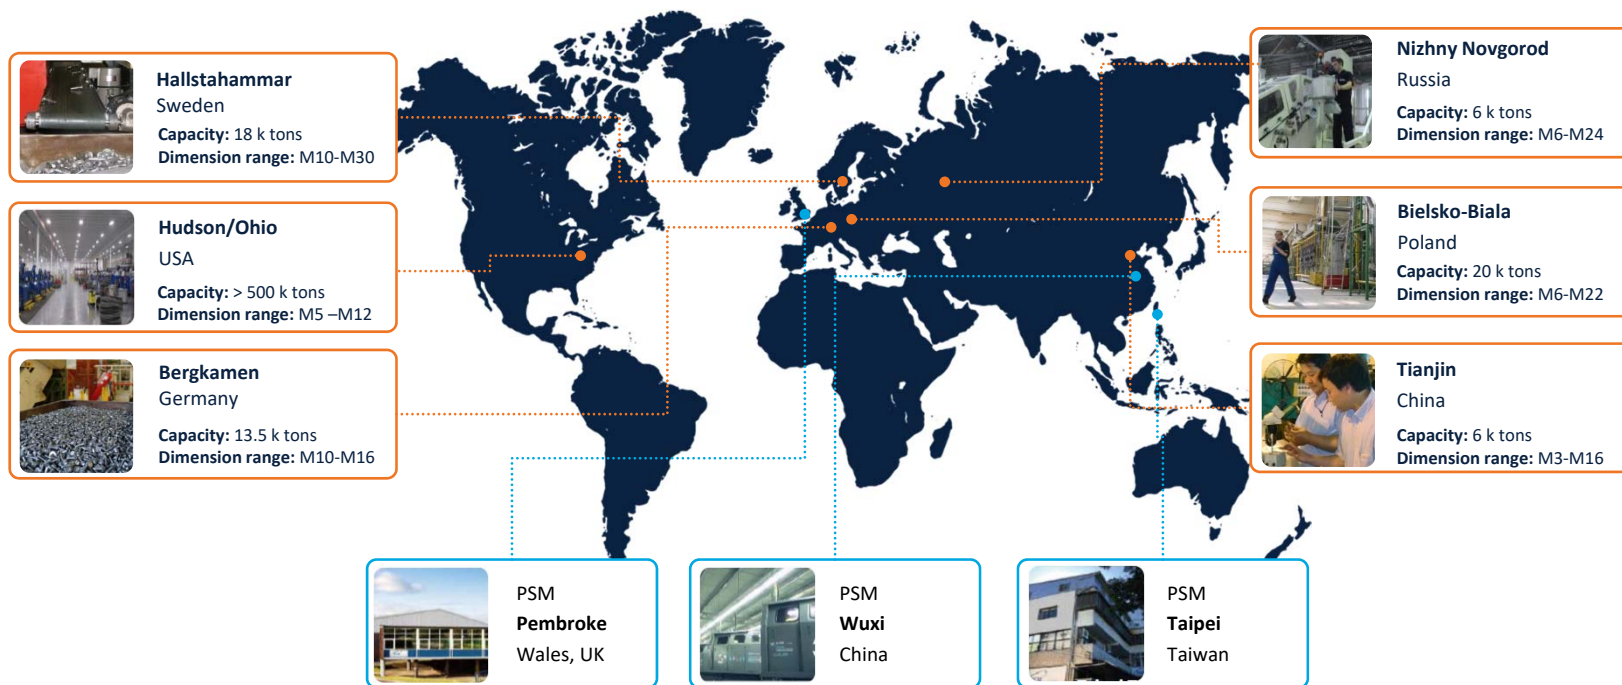 Hallstahammar
Sweden
Capacity: 18 k tons
Dimension range: M10-M30
Hudson/Ohio
USA
Capacity: > 500 k tons
Dimension range: M5 –M12
Bergkamen
Germany
Capacity: 13.5 k tons
Dimension range: M10-M16
Nizhny Novgorod
Russia
Capacity: 6 k tons
Dimension range: M6-M24
Bielsko-Biala
Poland
Capacity: 20 k tons
Dimension range: M6-M22
Tianjin
China
Capacity: 6 k tons
Dimension range: M3-M16
PSM
Pembroke
Wales, UK
PSM
Wuxi
China
PSM
Taipei
Taiwan